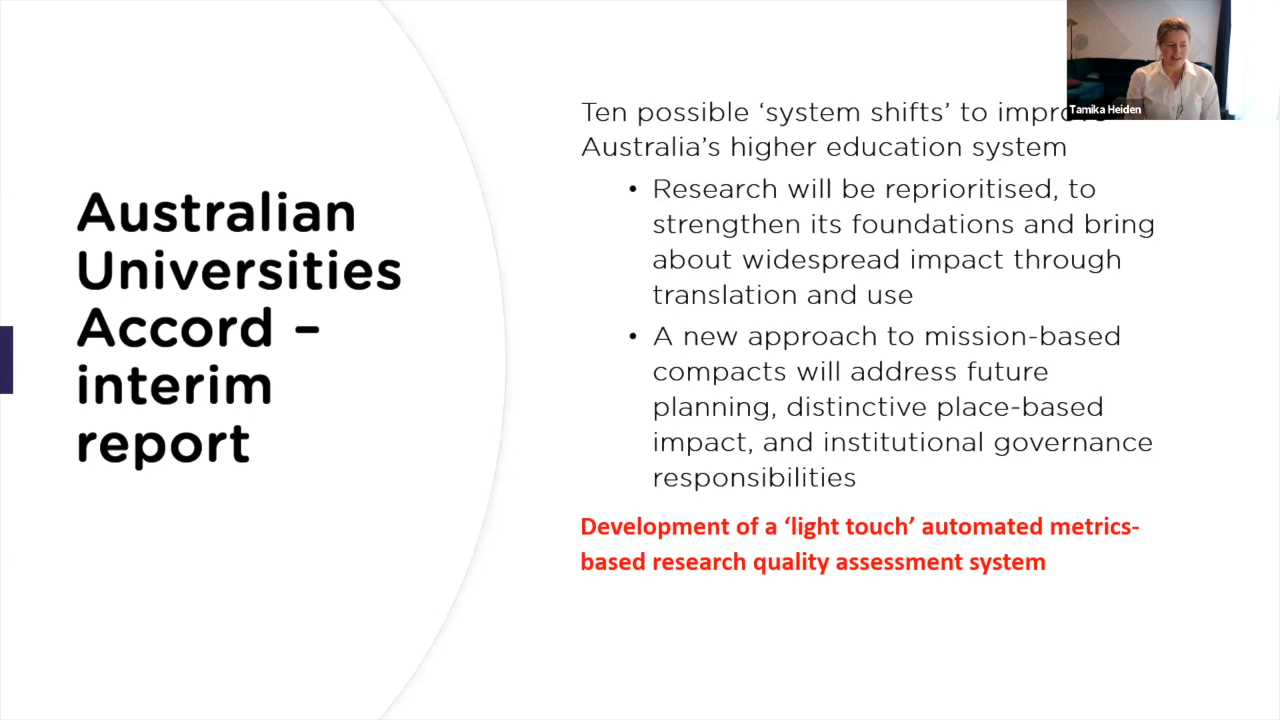 Australian
Universities
Accord –
interim
report
Ten possible ‘system shifts’ to
Australia’s higher education system
• Research will be reprioritised, to
strengthen its foundations and bring
about widespread impact through
translation and use
• A new approach to mission-based
compacts will address future
planning, distinctive place-based
impact, and institutional governance
responsibilities
Development of a ‘light touch’ automated metrics-
based research quality assessment system
Tamika Heiden